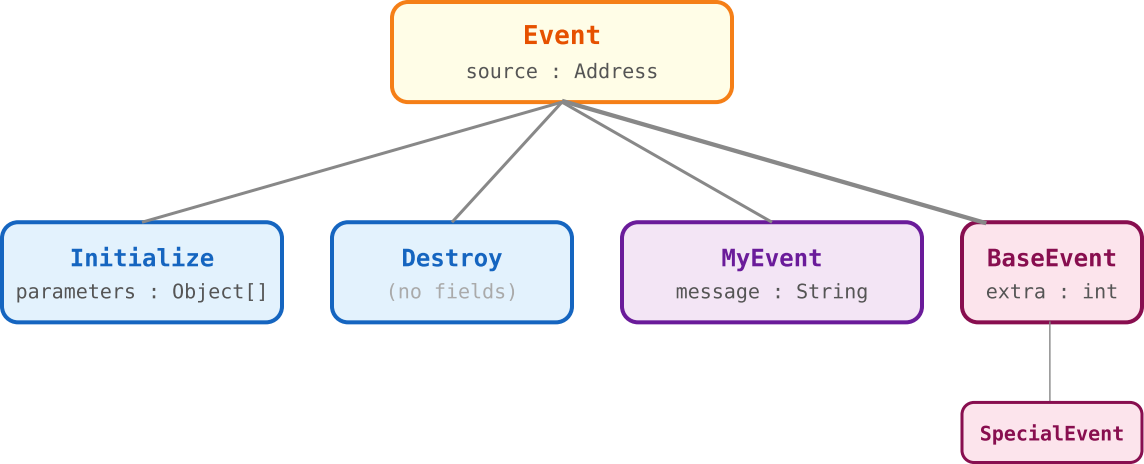 Event
source : Address
Initialize
parameters : Object[]
Destroy
(no fields)
MyEvent
message : String
BaseEvent
extra : int
SpecialEvent